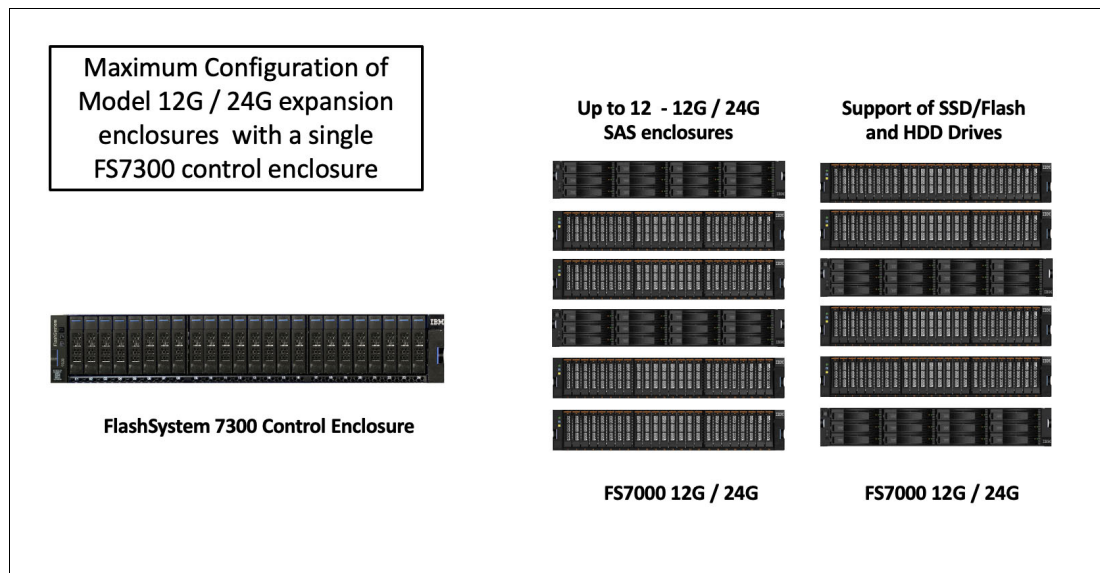 Maximum Configuration of
Model 12G / 24G expansion
enclosures with a single
FS7300 control enclosure
IBM
FlashSystem 7300 Control Enclosure
Up to 12 - 12G / 24G
SAS enclosures
FS7000 12G / 24G
Support of SSD/Flash
and HDD Drives
FS7000 12G / 24G